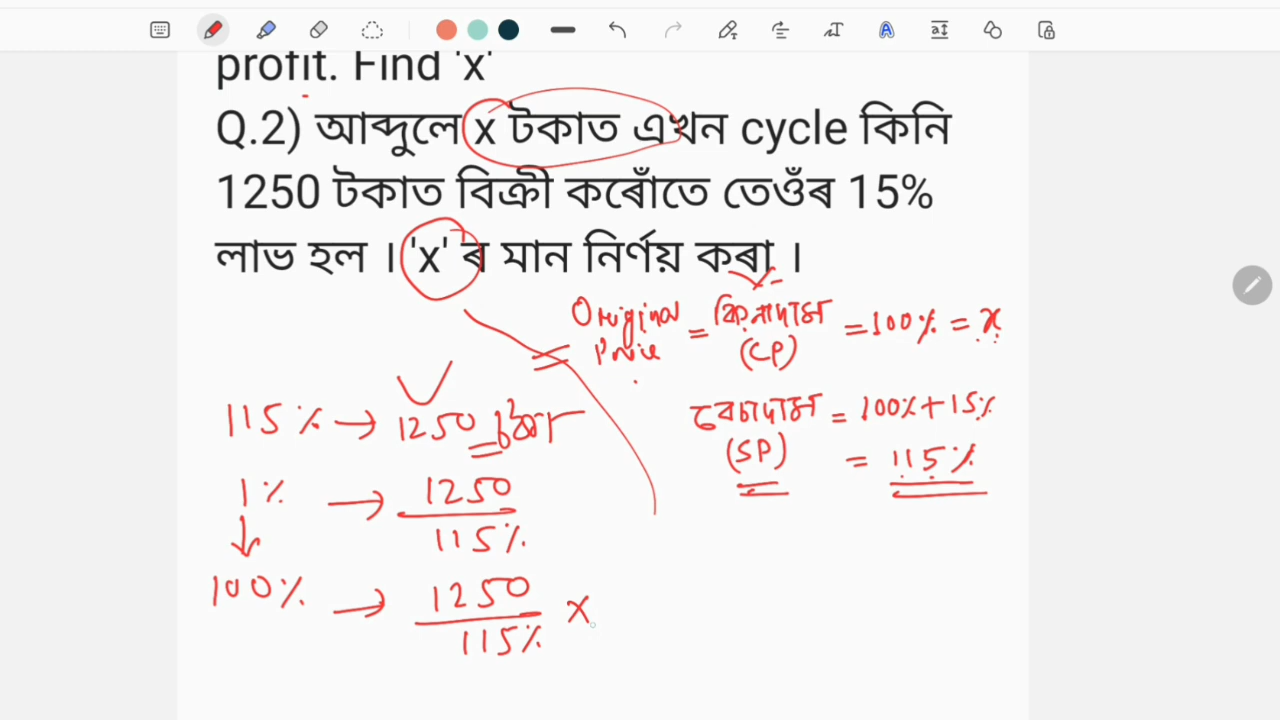 profit. Find 'x'
Q.2) আব্দুলে x টকাত এখন cycle কিনি
1250 টকাত বিক্ৰী কৰোঁতে তেওঁৰ 15%
লাভ হল । 'x' ৰ মান নিৰ্ণয় কৰা ।
Original Price = কিনাদাম (CP) = 100% = x
বেচাদাম (SP) = 100% + 15%
= 115%
115% → 1250
1% → 1250 / 115%
100% → 1250 / 115% x